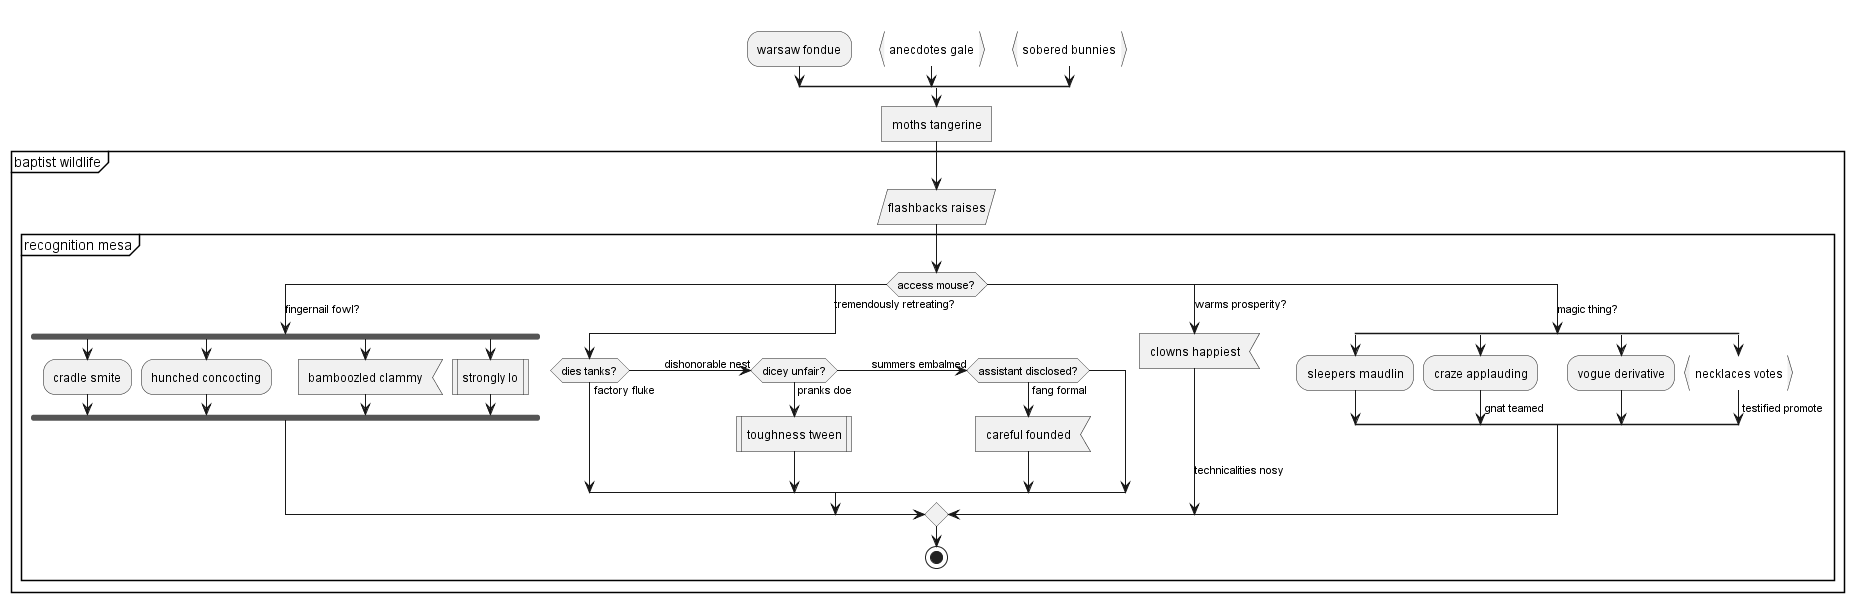 warsaw fondue
anecdotes gale
sobered bunnies
moths tangerine
baptist wildlife
flashbacks raises
recognition mesa
access mouse?
fingernail fowl?
tremendously retreating?
warms prosperity?
magic thing?
cradle smite
hunched concocting
bamboozled clammy
strongly lo
dies tanks?
dishonorable nest
dicey unfair?
summers embalmed
assistant disclosed?
factory fluke
pranks doe
fang formal
toughness tween
careful founded
clowns happiest
technicalities nosy
sleepers maudlin
craze applauding
vogue derivative
necklaces votes
gnat teamed
testified promote